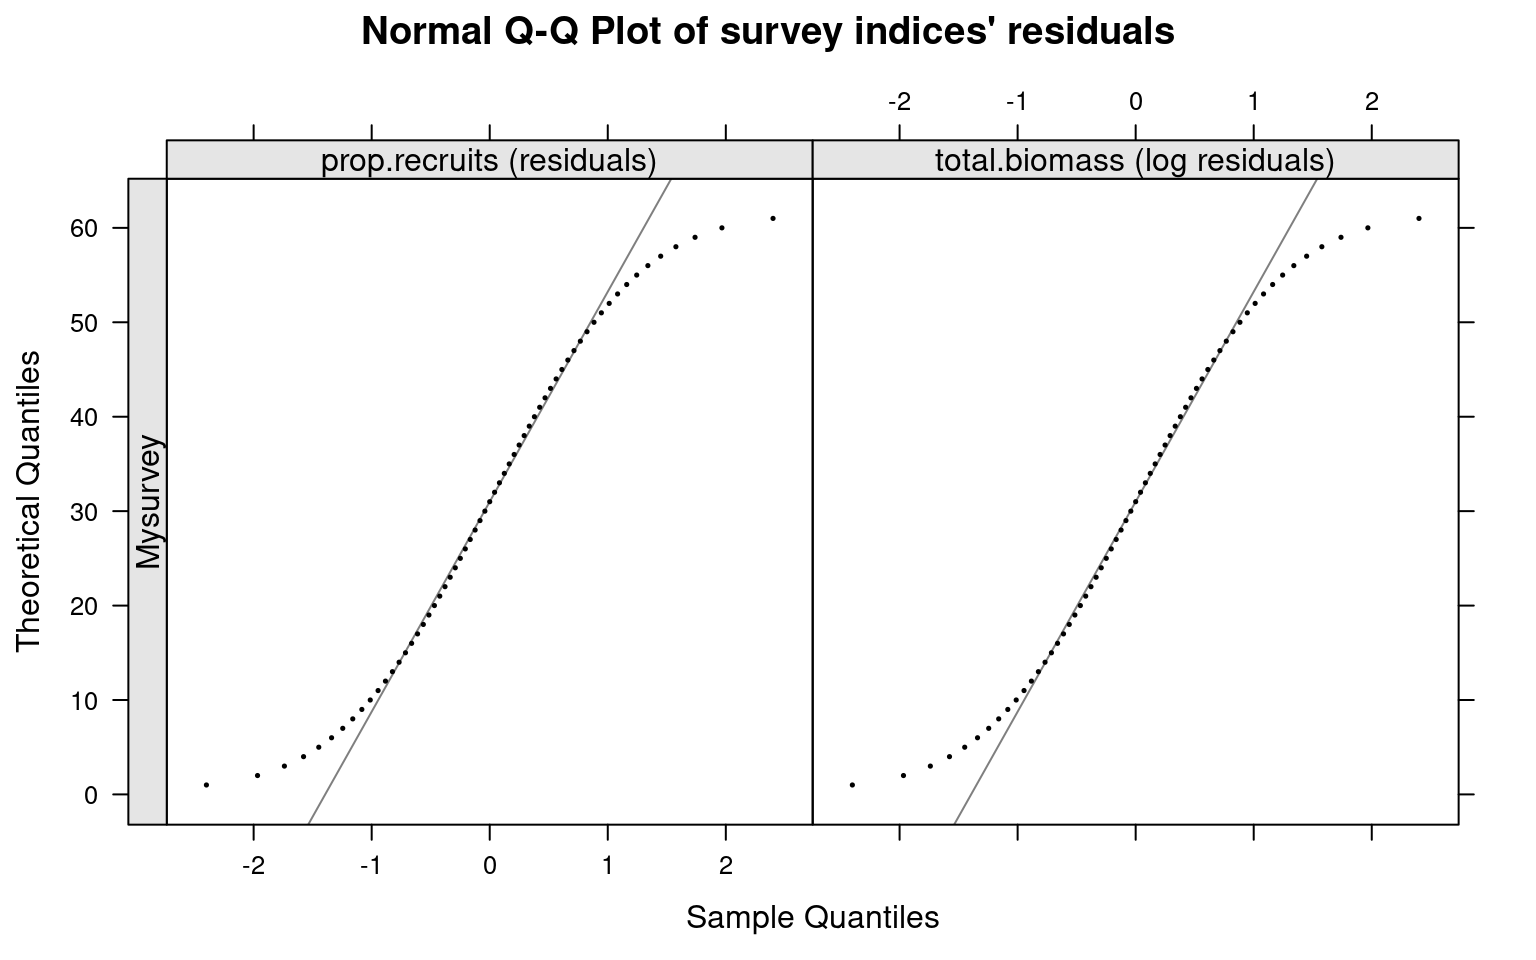 Normal Q-Q Plot of survey indices' residuals
-2 -1 0 1 2
prop.recruits (residuals) total.biomass (log residuals)
60
50
40
30
20
10
0
Theoretical Quantiles
Mysurvey
-2 -1 0 1 2
Sample Quantiles